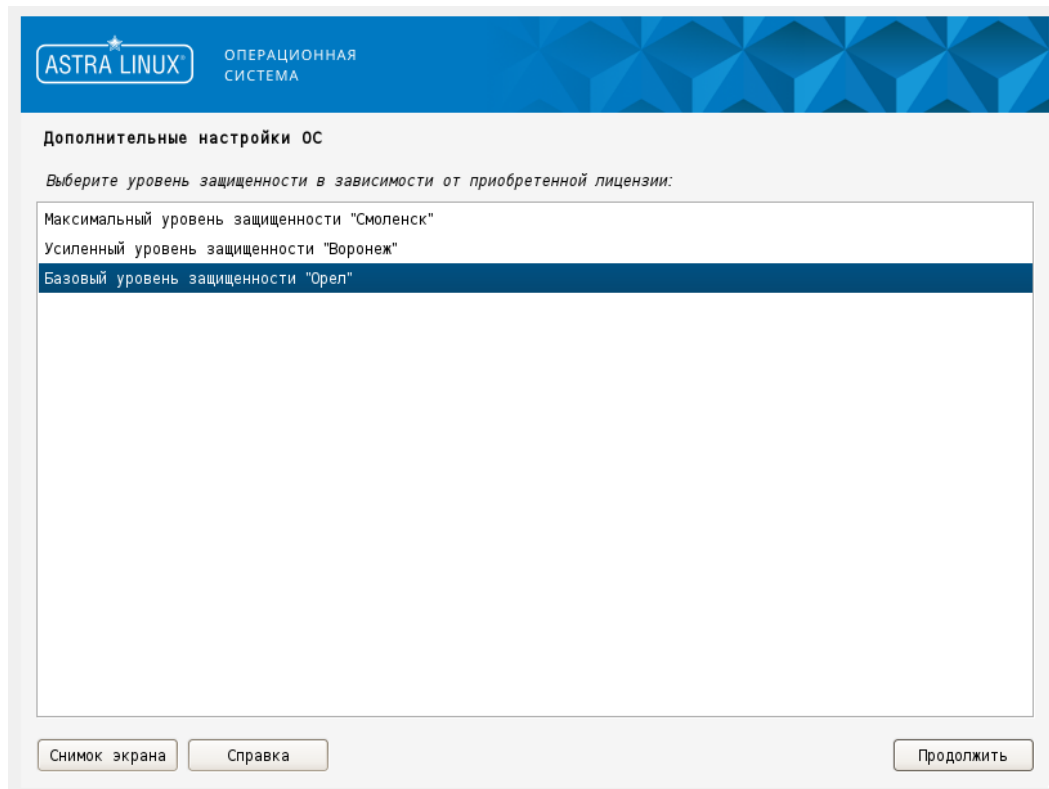 ASTRA LINUX®
ОПЕРАЦИОННАЯ
СИСТЕМА
Дополнительные настройки ОС
Выберите уровень защищенности в зависимости от приобретенной лицензии:
Максимальный уровень защищенности "Смоленск"
Усиленный уровень защищенности "Воронеж"
Базовый уровень защищенности "Орел"
Снимок экрана
Справка
Продолжить